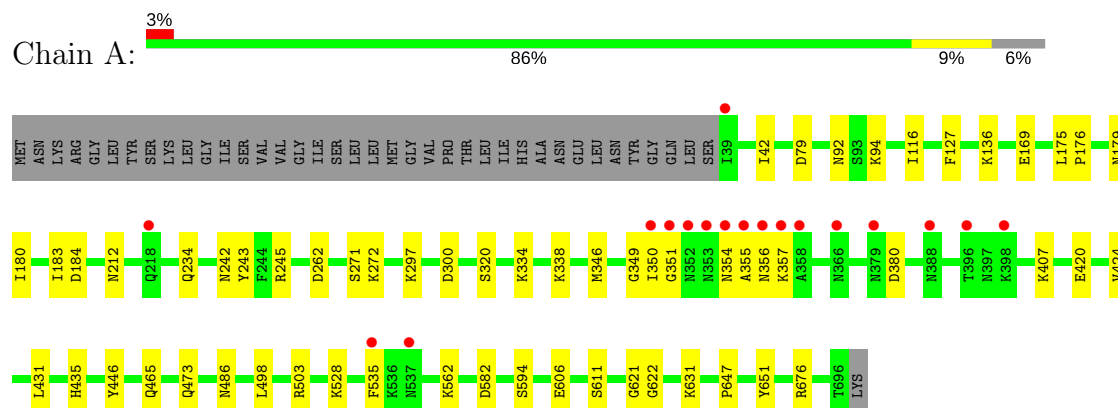 3%
Chain A:
86% 9% 6%
MET ASN LYS ARG GLY LEU TYR SER LYS LEU GLY ILE SER VAL VAL GLY ILE SER LEU LEU MET GLY VAL PRO THR LEU ILE HIS ALA ASN GLU LEU ASN TYR GLY GLN LEU SER I39 I42 D79 N92 S93 K94 I116 F127 K136 E169 L175 P176 N179
I180 I183 D184 N212 Q218 Q234 N242 Y243 F244 R245 D262 S271 K272 K297 D300 S320 K334 K338 M346 G349 I350 G351 N352 N353 N354 A355 N356 K357 A358 N366 N379 D380 N388 T396 N397 K398 K407 E420 V424
L431 H435 Y446 Q465 Q473 N486 L498 R503 K528 F535 K536 N537 K562 D582 S594 E606 S611 G621 G622 K631 P647 Y651 R676 T696 LYS